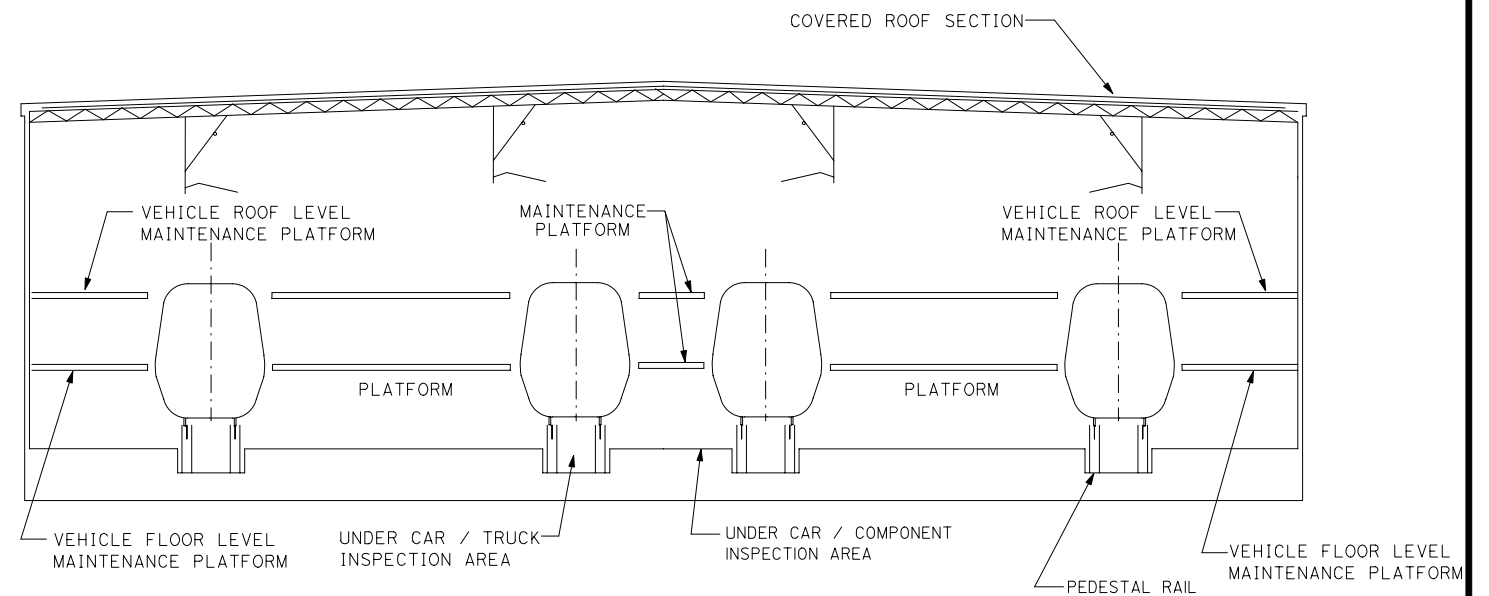 COVERED ROOF SECTION
VEHICLE ROOF LEVEL
MAINTENANCE PLATFORM
MAINTENANCE
PLATFORM
VEHICLE ROOF LEVEL
MAINTENANCE PLATFORM
PLATFORM
PLATFORM
VEHICLE FLOOR LEVEL
MAINTENANCE PLATFORM
UNDER CAR / TRUCK
INSPECTION AREA
UNDER CAR / COMPONENT
INSPECTION AREA
VEHICLE FLOOR LEVEL
MAINTENANCE PLATFORM
PEDESTAL RAIL